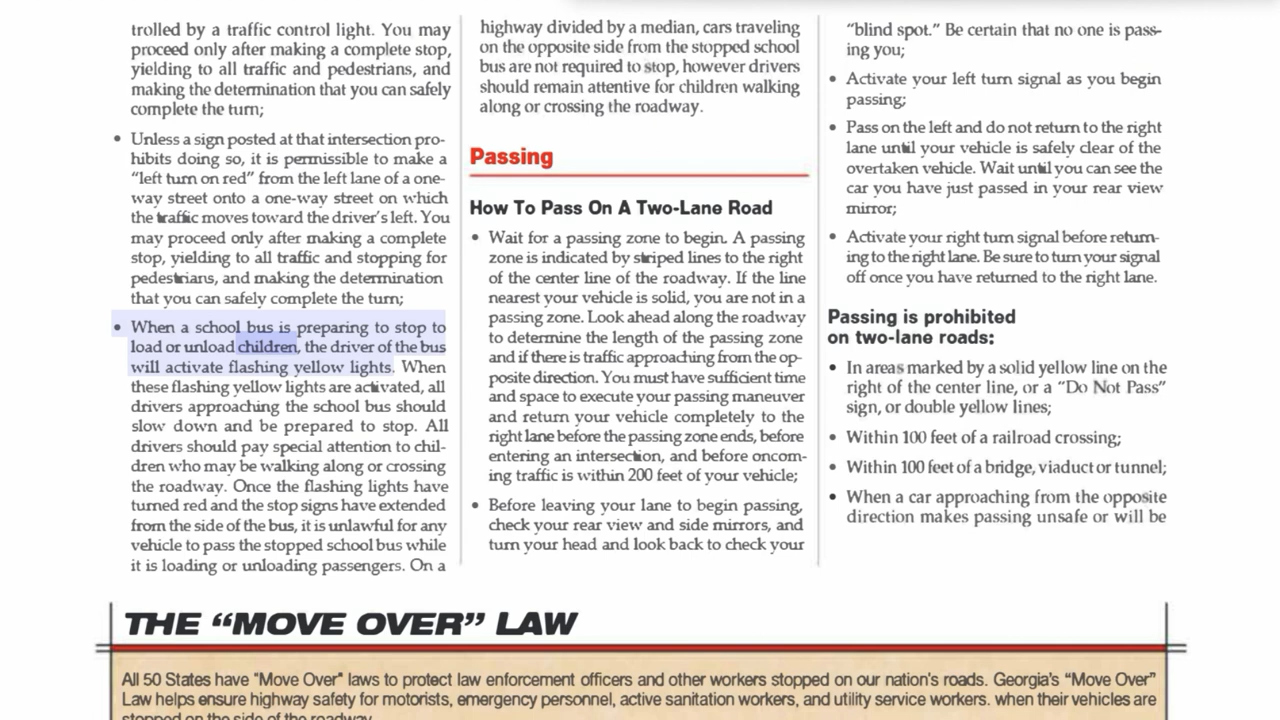 trolled by a traffic control light. You may
proceed only after making a complete stop,
yielding to all traffic and pedestrians, and
making the determination that you can safely
complete the turn;
• Unless a sign posted at that intersection pro-
hibits doing so, it is permissible to make a
“left turn on red” from the left lane of a one-
way street onto a one-way street on which
the traffic moves toward the driver’s left. You
may proceed only after making a complete
stop, yielding to all traffic and stopping for
pedestrians, and making the determination
that you can safely complete the turn;
• When a school bus is preparing to stop to
load or unload children, the driver of the bus
will activate flashing yellow lights. When
these flashing yellow lights are activated, all
drivers approaching the school bus should
slow down and be prepared to stop. All
drivers should pay special attention to chil-
dren who may be walking along or crossing
the roadway. Once the flashing lights have
turned red and the stop signs have extended
from the side of the bus, it is unlawful for any
vehicle to pass the stopped school bus while
it is loading or unloading passengers. On a
highway divided by a median, cars traveling
on the opposite side from the stopped school
bus are not required to stop, however drivers
should remain attentive for children walking
along or crossing the roadway.
Passing
How To Pass On A Two-Lane Road
• Wait for a passing zone to begin. A passing
zone is indicated by striped lines to the right
of the center line of the roadway. If the line
nearest your vehicle is solid, you are not in a
passing zone. Look ahead along the roadway
to determine the length of the passing zone
and if there is traffic approaching from the op-
posite direction. You must have sufficient time
and space to execute your passing maneuver
and return your vehicle completely to the
right lane before the passing zone ends, before
entering an intersection, and before oncom-
ing traffic is within 200 feet of your vehicle;
• Before leaving your lane to begin passing,
check your rear view and side mirrors, and
turn your head and look back to check your
“blind spot.” Be certain that no one is pass-
ing you;
• Activate your left turn signal as you begin
passing;
• Pass on the left and do not return to the right
lane until your vehicle is safely clear of the
overtaken vehicle. Wait until you can see the
car you have just passed in your rear view
mirror;
• Activate your right turn signal before return-
ing to the right lane. Be sure to turn your signal
off once you have returned to the right lane.
Passing is prohibited
on two-lane roads:
• In areas marked by a solid yellow line on the
right of the center line, or a “Do Not Pass”
sign, or double yellow lines;
• Within 100 feet of a railroad crossing;
• Within 100 feet of a bridge, viaduct or tunnel;
• When a car approaching from the opposite
direction makes passing unsafe or will be
THE “MOVE OVER” LAW
All 50 States have "Move Over" laws to protect law enforcement officers and other workers stopped on our nation's roads. Georgia's “Move Over”
Law helps ensure highway safety for motorists, emergency personnel, active sanitation workers, and utility service workers. when their vehicles are
stopped on the side of the roadway.